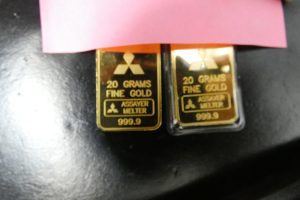 20 GRAMS
FINE GOLD
ASSAYER
MELTER
999.9
20 GRAMS
FINE GOLD
ASSAYER
MELTER
999.9